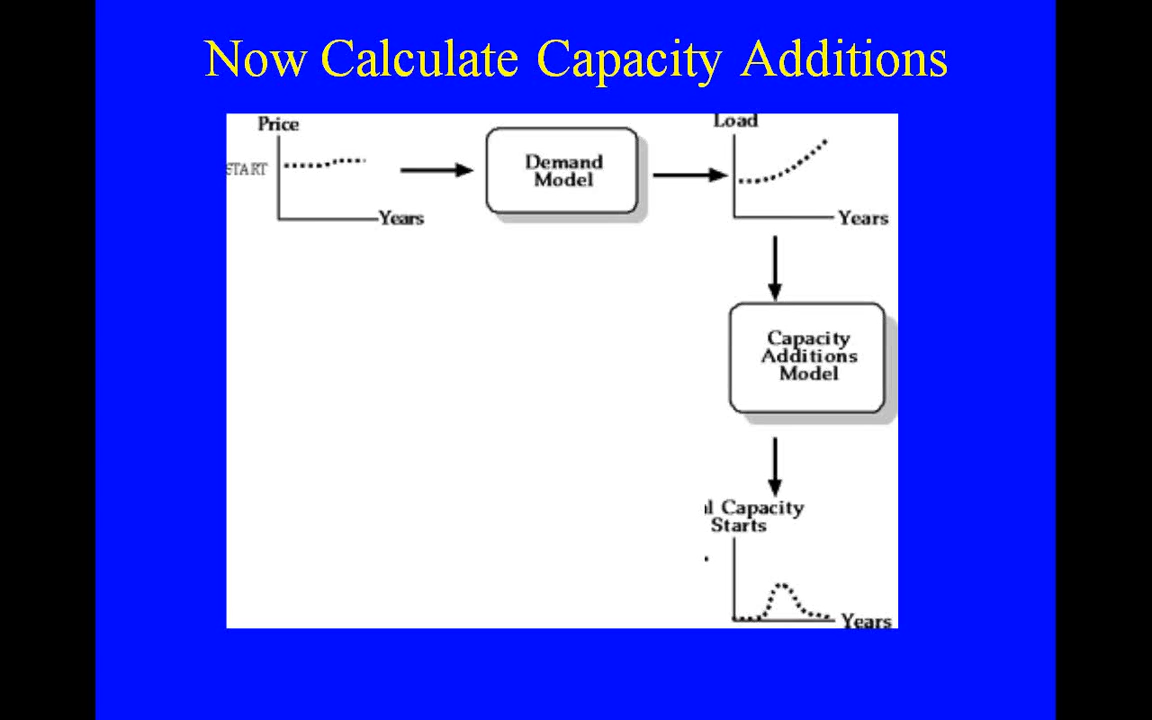 Now Calculate Capacity Additions
Price
START
Years
Demand
Model
Load
Years
Capacity
Additions
Model
l Capacity
Starts
Years